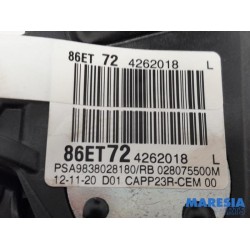 86ET 72 4262018 L
86ET72 4262018 L
PSA9838028180/RB 028075500M
12-11-20 D01 CAPP23R-CEM 00
MARESIA